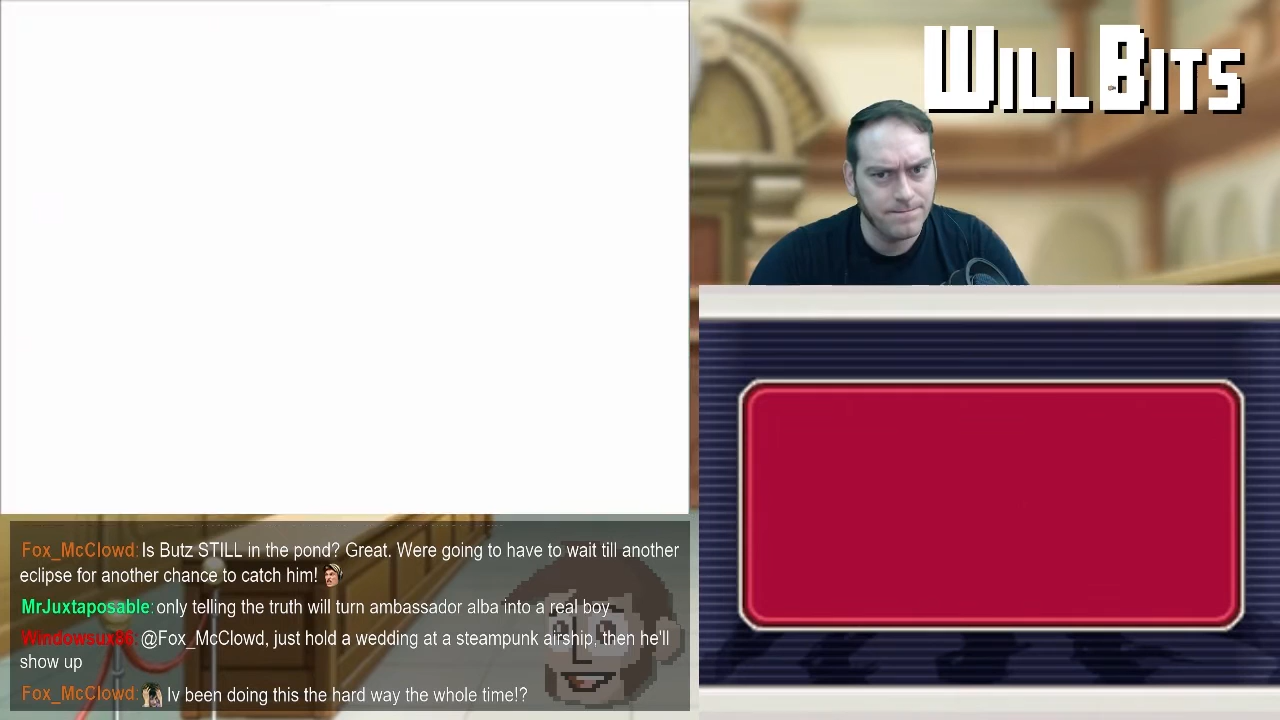 WILLBITS
Fox_McClowd: Is Butz STILL in the pond? Great. Were going to have to wait till another
eclipse for another chance to catch him!
MrJuxtaposable: only telling the truth will turn ambassador alba into a real boy
Windowsux86: @Fox_McClowd, just hold a wedding at a steampunk airship, then he'll
show up
Fox_McClowd: Iv been doing this the hard way the whole time!?